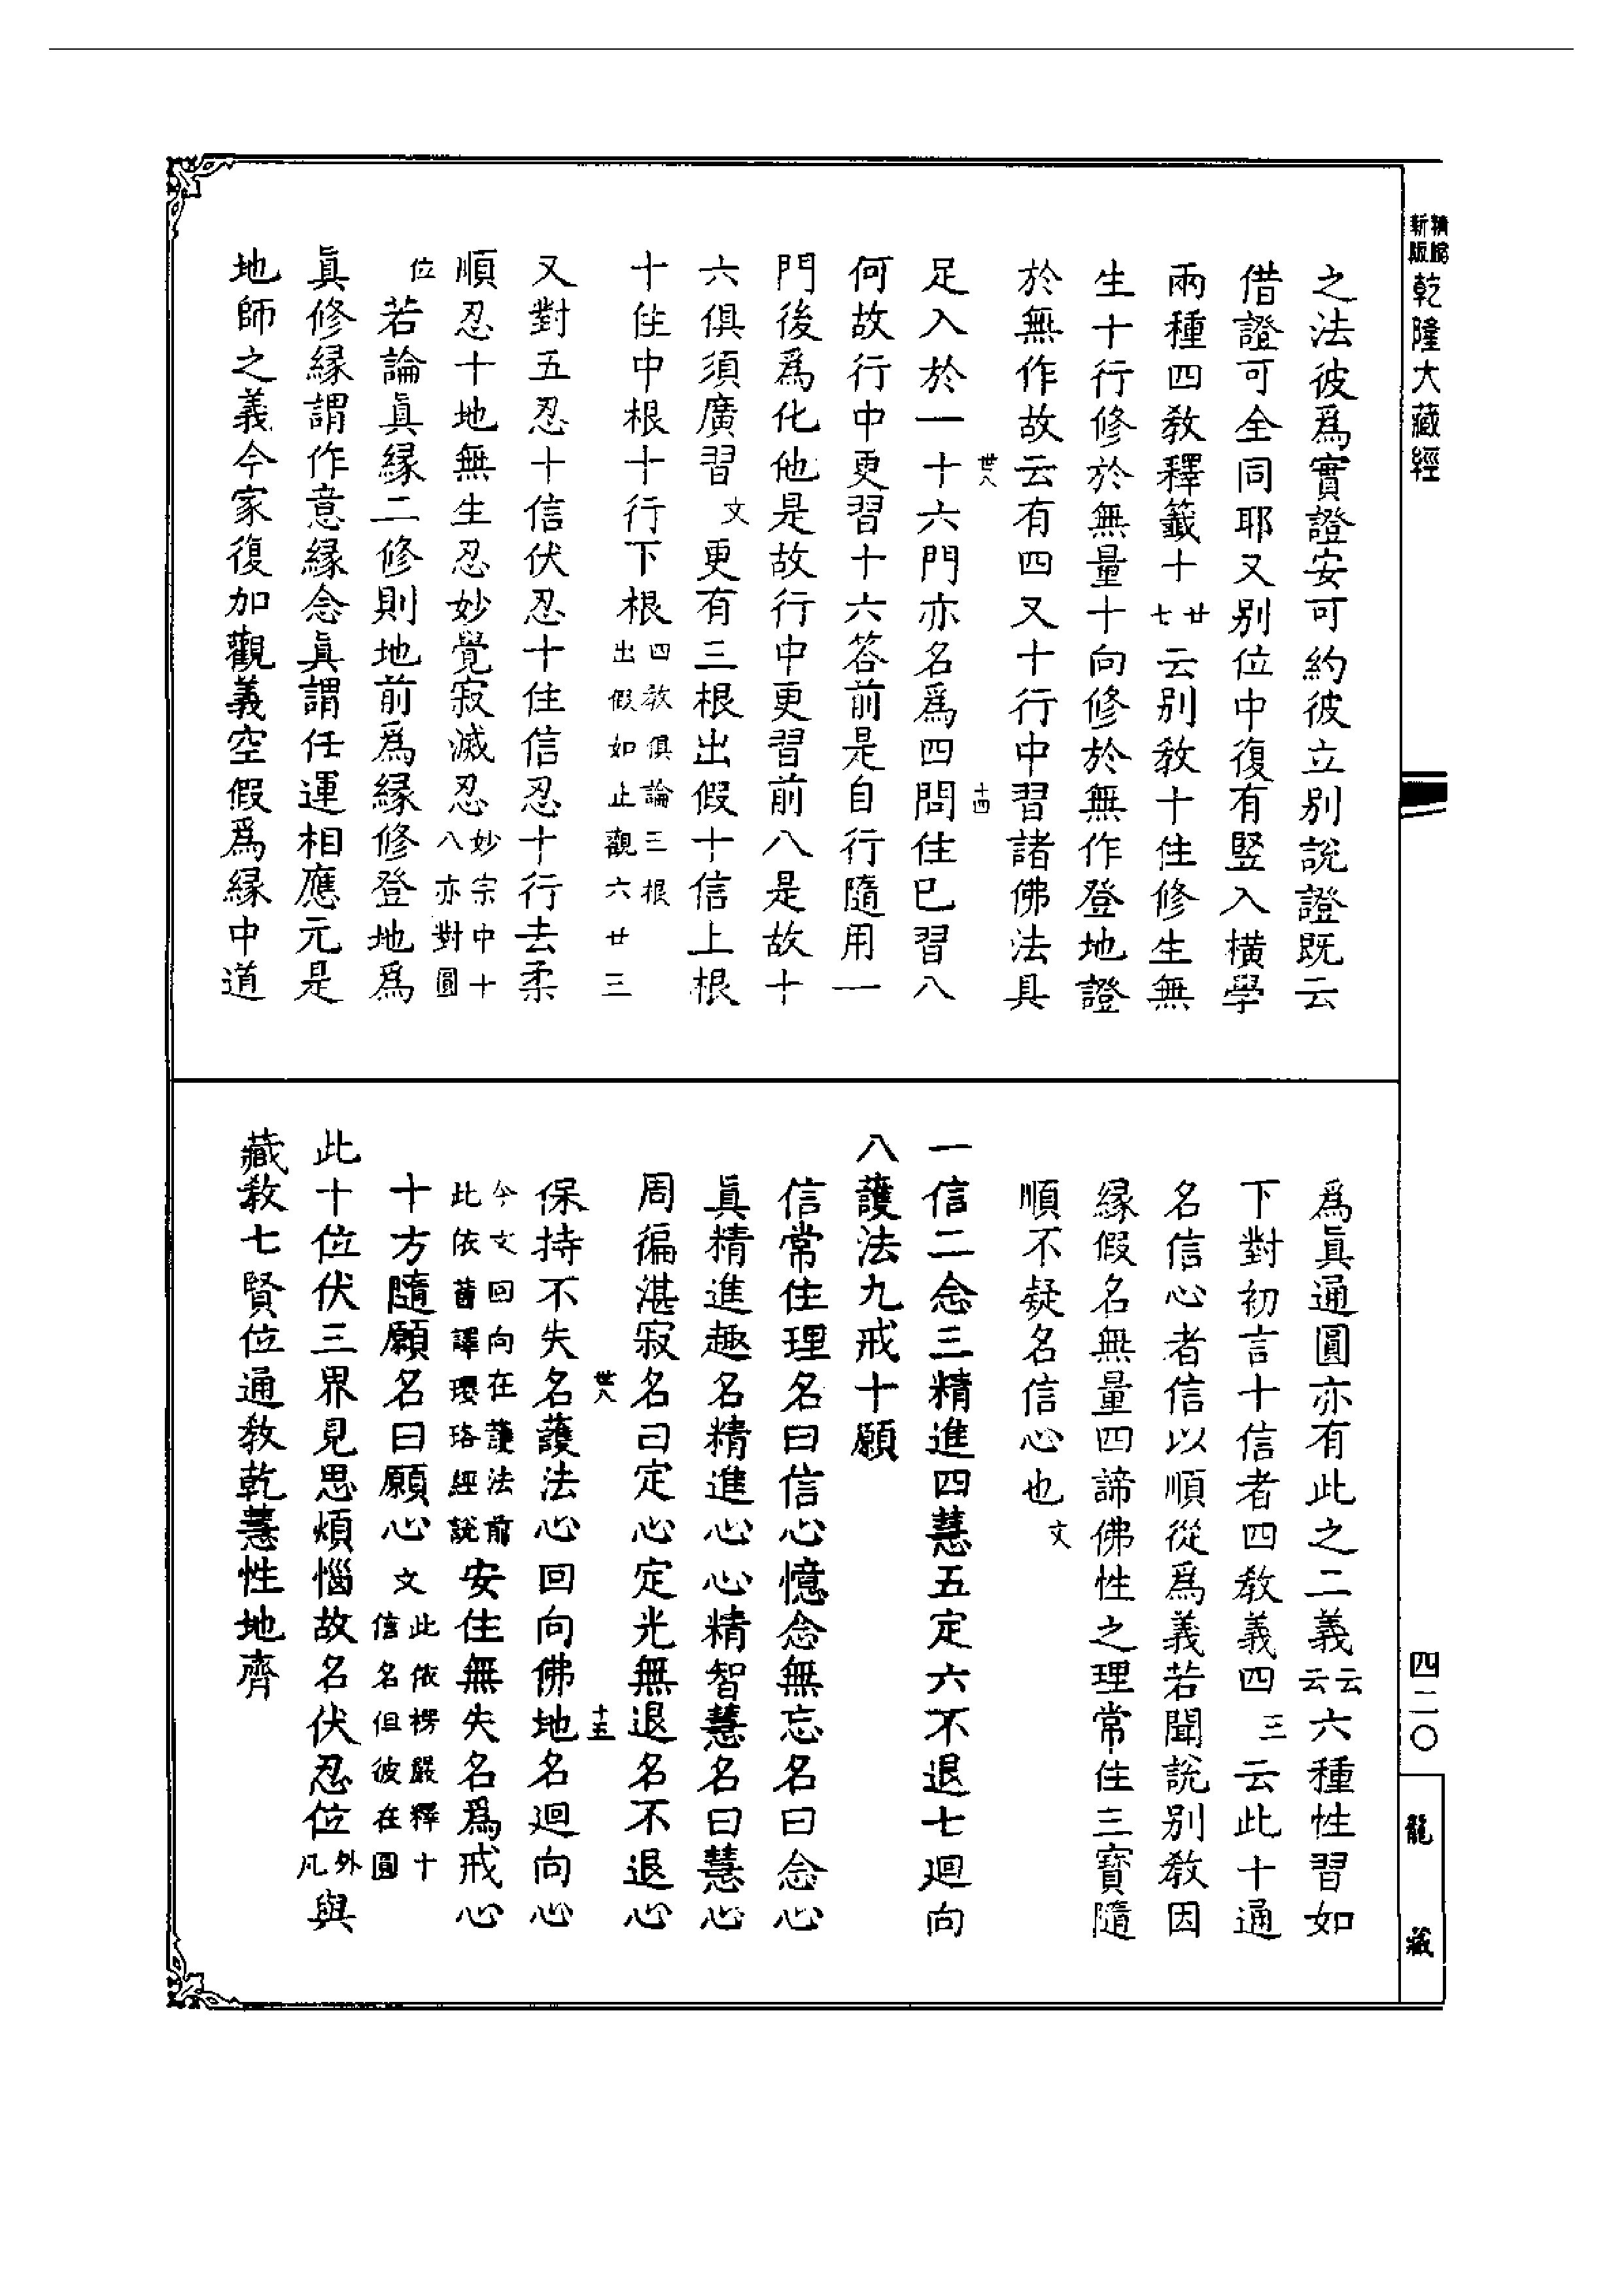 精縮新版乾隆大藏經
之法彼爲實證安可約彼立别説證既云
借證可全同耶又别位中復有竪入横學
兩種四教釋籤十廿七云别教十住修生無
生十行修於無量十向修於無作登地證
於無作故云有四又十行中習諸佛法具
足入於一十六門亦名爲四問住已習八
卌八
十四
何故行中更習十六答前是自行隨用一
門後爲化他是故行中更習前八是故十
六俱須廣習文更有三根出假十信上根
十住中根十行下根四教俱論三根出假如止觀六廿三
又對五忍十信伏忍十住信忍十行去柔
順忍十地無生忍妙覺寂滅忍妙宗中十八亦對圓
位若論眞縁二修則地前爲縁修登地爲
眞修縁謂作意縁念眞謂任運相應元是
地師之義今家復加觀義空假爲縁中道
爲眞通圓亦有此之二義云云六種性習如
下對初言十信者四教義四三云此十通
名信心者信以順從爲義若聞説别教因
縁假名無量四諦佛性之理常住三寳隨
順不疑名信心也文
一信二念三精進四慧五定六不退七迴向
八護法九戒十願
信常住理名曰信心憶念無忘名曰念心
眞精進趣名精進心心精智慧名曰慧心
周徧湛寂名曰定心定光無退名不退心
卌八
十五
保持不失名護法心回向佛地名迴向心
今文回向在護法前此依舊譯瓔珞經説安住無失名爲戒心
十方隨願名曰願心文此依楞嚴釋十信名但彼在圓
此十位伏三界見思煩惱故名伏忍位外凡與
藏教七賢位通教乾慧性地齊
四二〇
龍藏